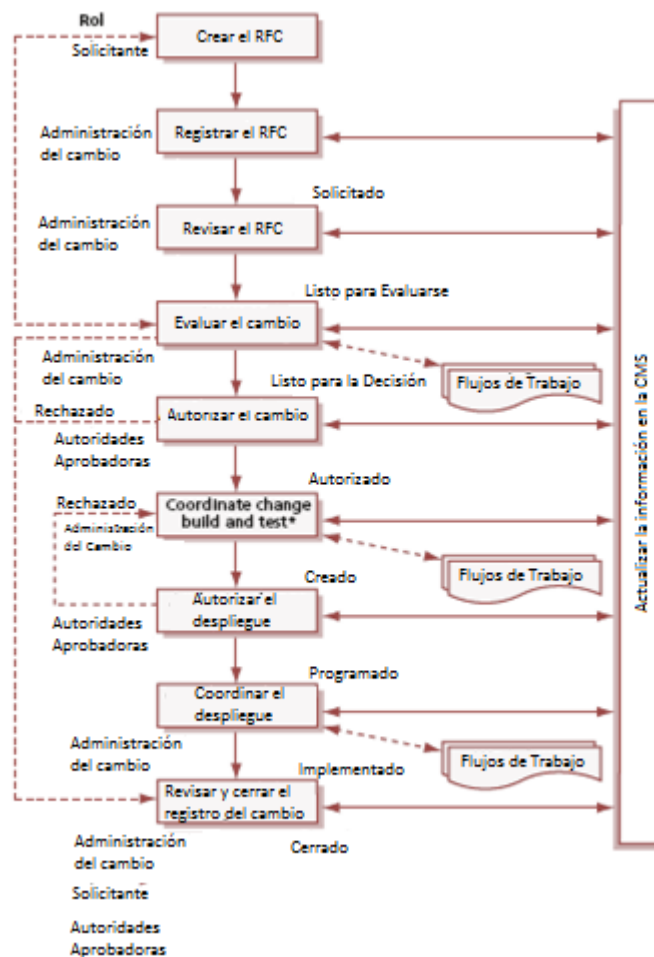 Rol
Crear el RFC
Solicitante
Registrar el RFC
Administración
del cambio
Solicitado
Revisar el RFC
Administración
del cambio
Listo para Evaluarse
Evaluar el cambio
Administración
del cambio
Listo para la Decisión
Flujos de Trabajo
Rechazado
Autorizar el cambio
Autoridades
Aprobadoras
Autorizado
Rechazado
Coordinate change
build and test*
Administración
del Cambio
Creado
Flujos de Trabajo
Autorizar el
despliegue
Autoridades
Aprobadoras
Programado
Coordinar el
despliegue
Administración
del cambio
Implementado
Flujos de Trabajo
Revisar y cerrar el
registro del cambio
Administración
del cambio
Cerrado
Solicitante
Autoridades
Aprobadoras
Actualizar la información en la CMS